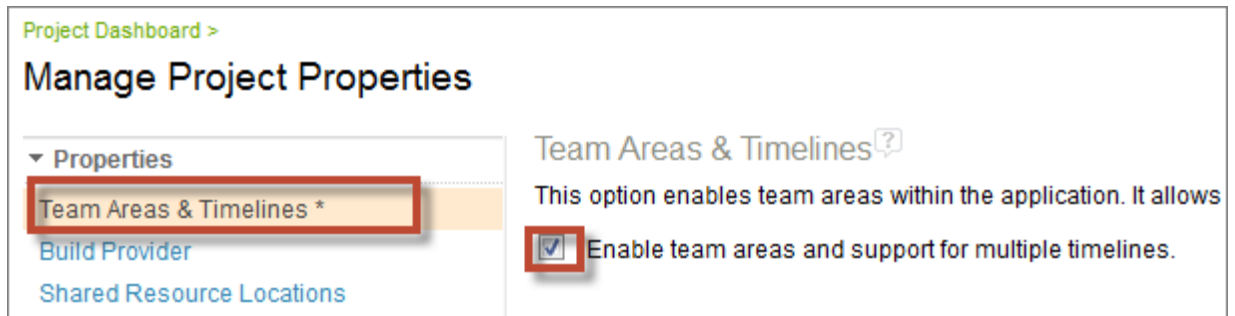 Project Dashboard >
Manage Project Properties
Properties
Team Areas & Timelines *
Build Provider
Shared Resource Locations
Team Areas & Timelines ?
This option enables team areas within the application. It allows
Enable team areas and support for multiple timelines.